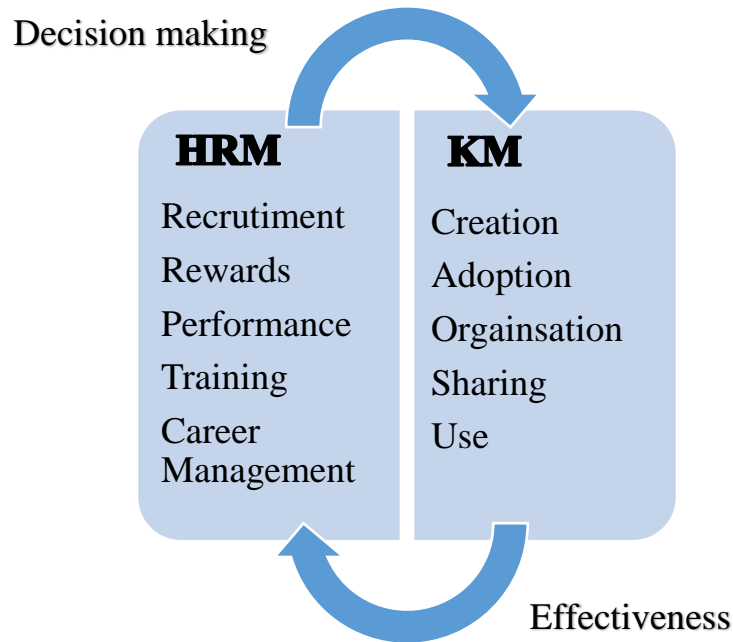 Decision making
HRM
Recrutiment
Rewards
Performance
Training
Career
Management
KM
Creation
Adoption
Orgainsation
Sharing
Use
Effectiveness